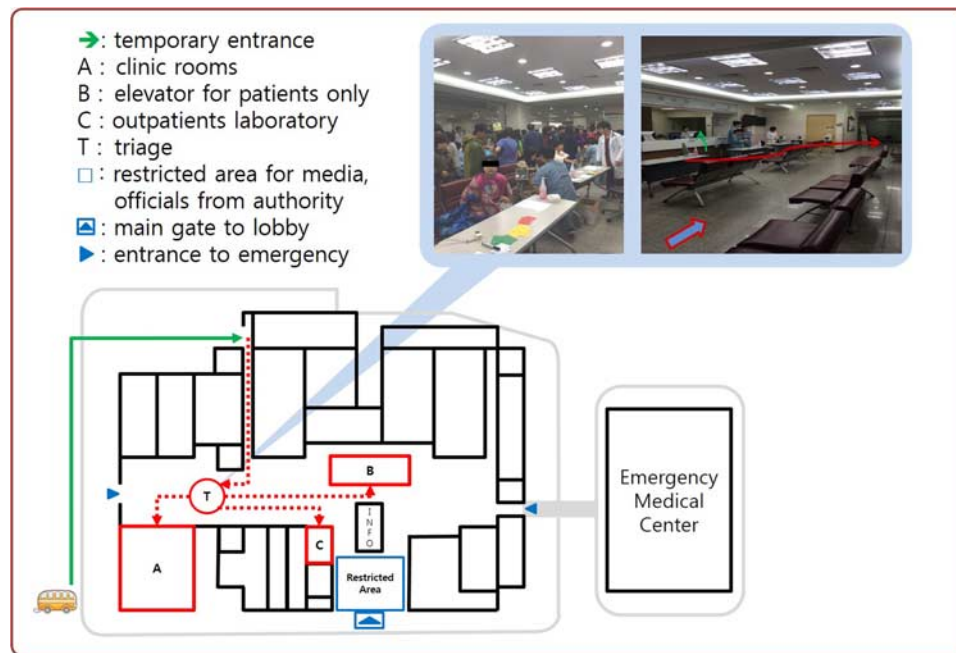 : temporary entrance
A : clinic rooms
B : elevator for patients only
C : outpatients laboratory
T : triage
: restricted area for media,
officials from authority
: main gate to lobby
: entrance to emergency
B
T
INFO
C
A
Restricted
Area
Emergency
Medical
Center